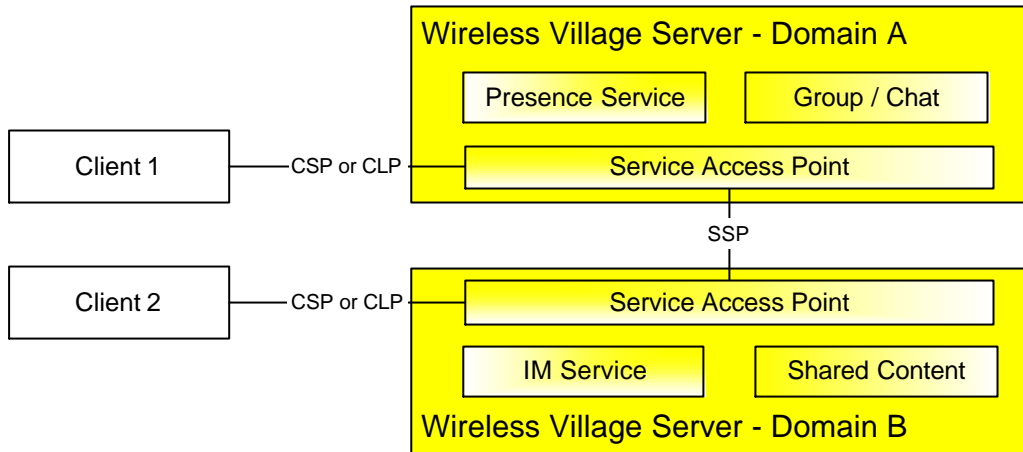 Wireless Village Server - Domain A
Presence Service
Group / Chat
Client 1
CSP or CLP
Service Access Point
SSP
Client 2
CSP or CLP
Service Access Point
IM Service
Shared Content
Wireless Village Server - Domain B